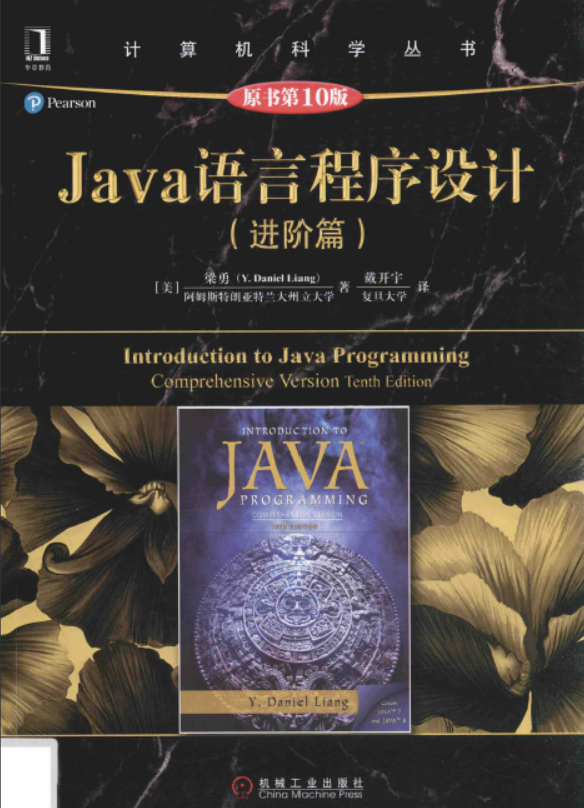 华章教育
计算机科学丛书
Pearson
原书第10版
Java语言程序设计
（进阶篇）
[美] 梁勇（Y. Daniel Liang） 著 戴开宇 译
阿姆斯特朗亚特兰大州立大学 复旦大学
Introduction to Java Programming
Comprehensive Version Tenth Edition
INTRODUCTION TO
JAVA
PROGRAMMING
COMPREHENSIVE VERSION
TENTH EDITION
Y. Daniel Liang
机械工业出版社
China Machine Press